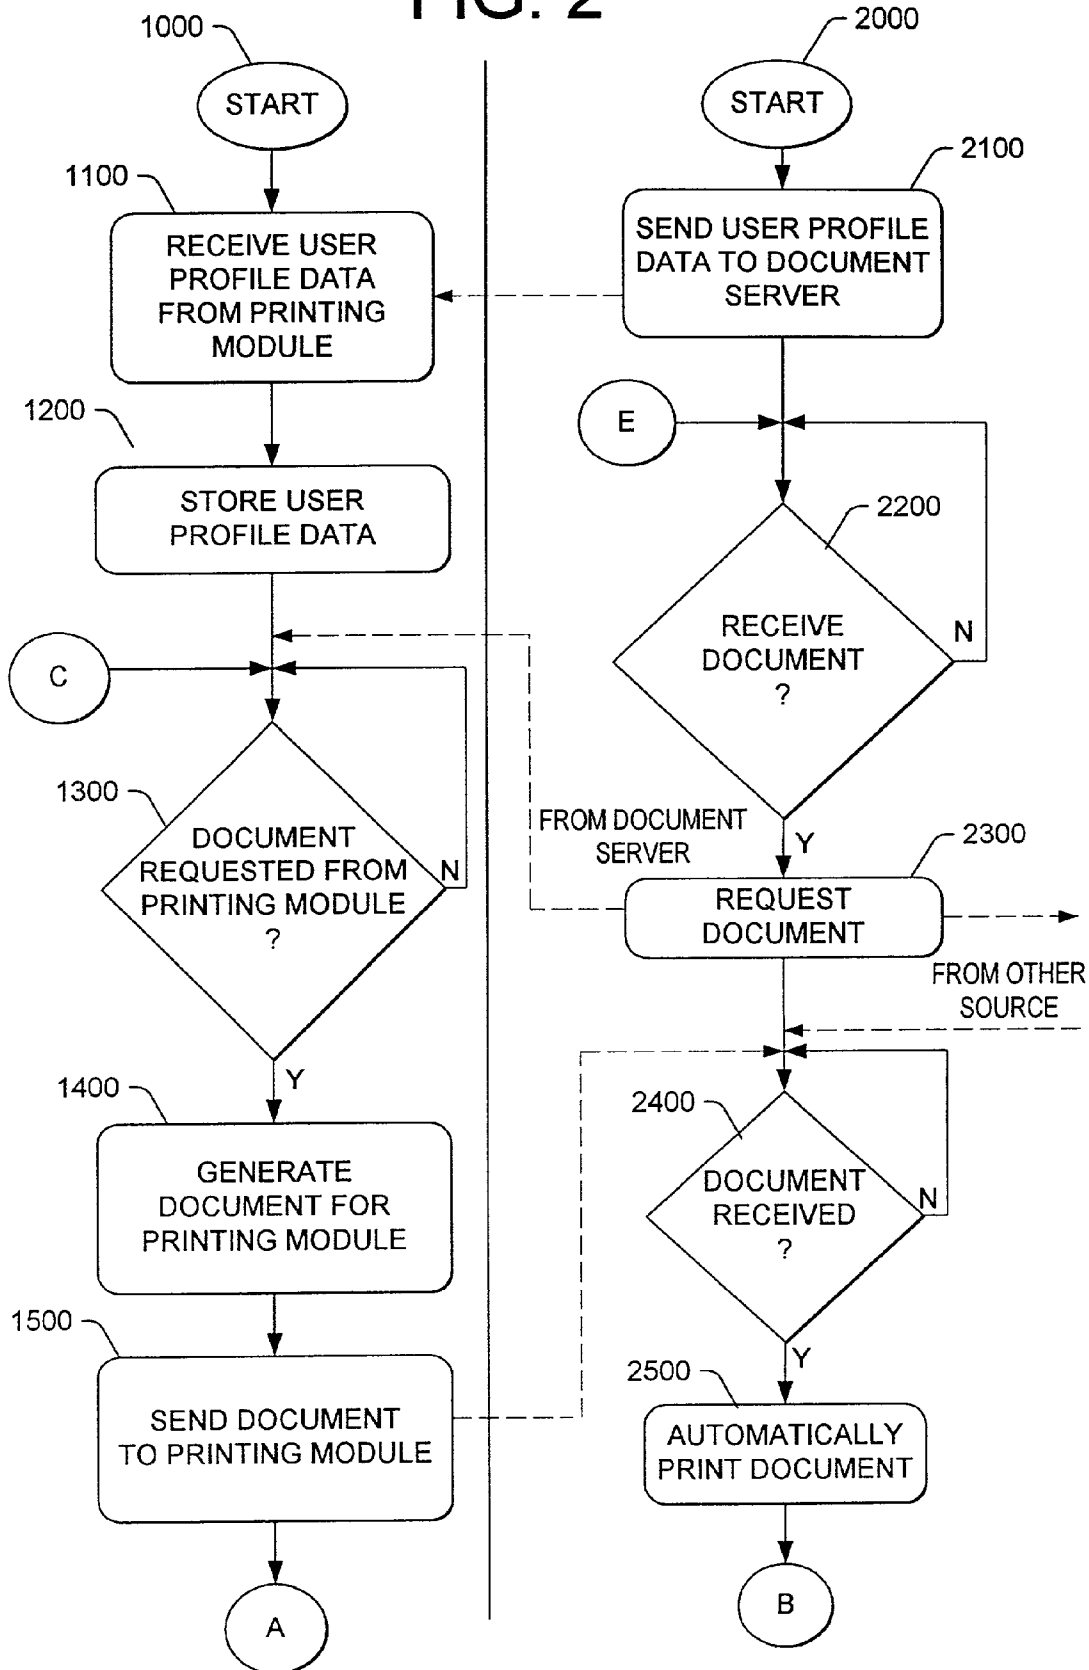 FIG. 2
1000
START
1100
RECEIVE USER
PROFILE DATA
FROM PRINTING
MODULE
1200
STORE USER
PROFILE DATA
C
1300
DOCUMENT
REQUESTED FROM
PRINTING MODULE
?
N
Y
1400
GENERATE
DOCUMENT FOR
PRINTING MODULE
1500
SEND DOCUMENT
TO PRINTING MODULE
A
2000
START
2100
SEND USER PROFILE
DATA TO DOCUMENT
SERVER
E
2200
RECEIVE
DOCUMENT
?
N
Y
FROM DOCUMENT
SERVER
2300
REQUEST
DOCUMENT
FROM OTHER
SOURCE
2400
DOCUMENT
RECEIVED
?
N
Y
2500
AUTOMATICALLY
PRINT DOCUMENT
B